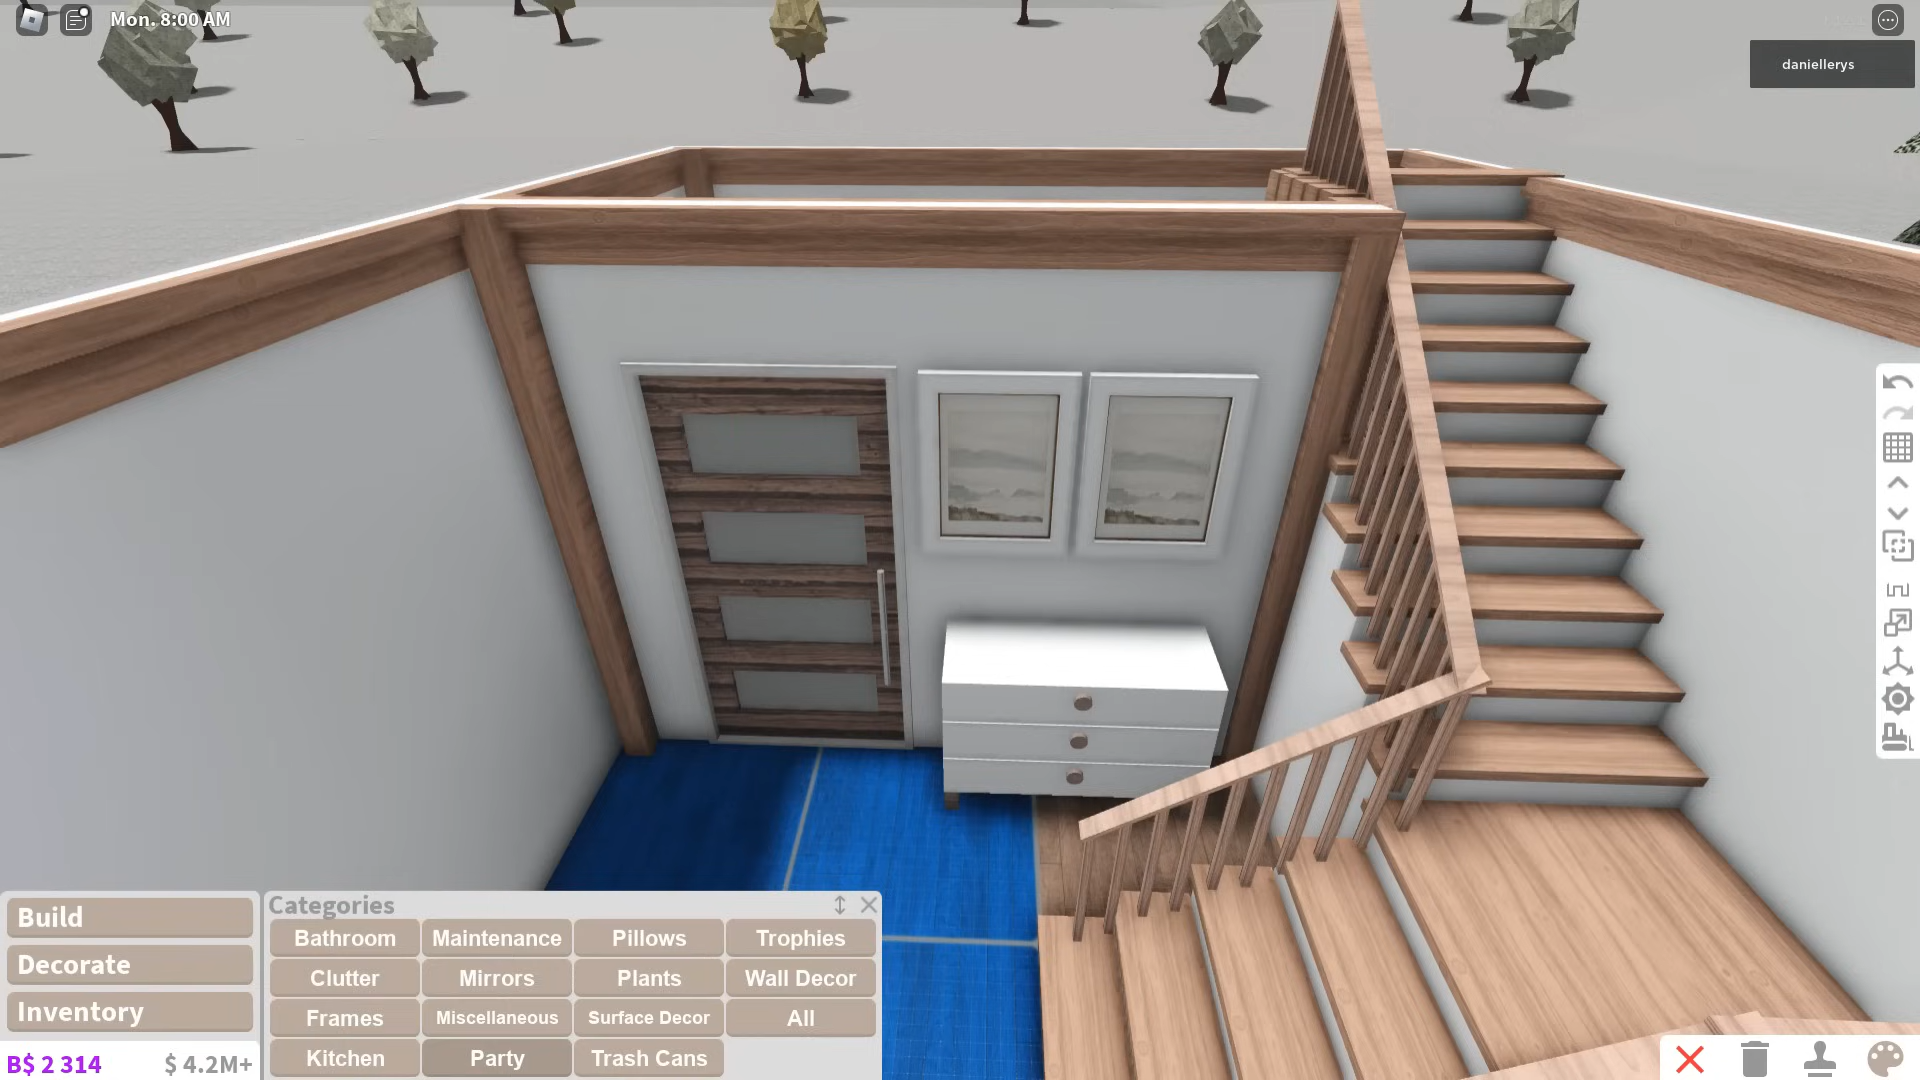 Mon. 8:00 AM
daniellerys
Build
Decorate
Inventory
B$ 2 314
$ 4.2M+
Categories
Bathroom
Maintenance
Pillows
Trophies
Clutter
Mirrors
Plants
Wall Decor
Frames
Miscellaneous
Surface Decor
All
Kitchen
Party
Trash Cans